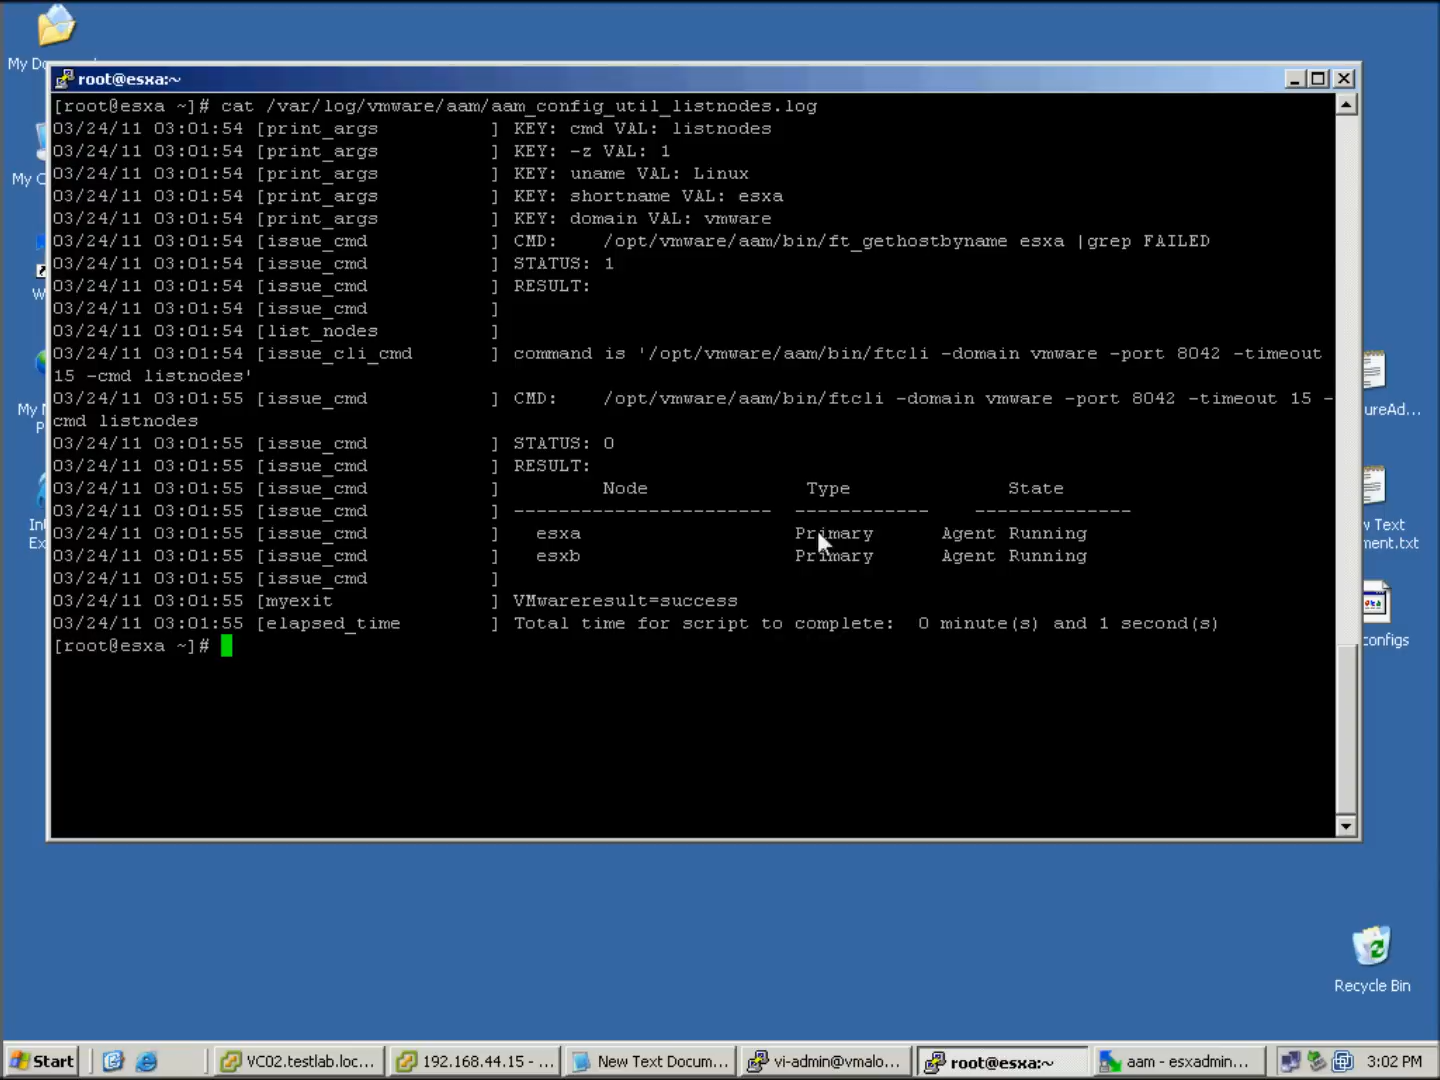 My Do
root@esxa:~
[root@esxa ~]# cat /var/log/vmware/aam/aam_config_util_listnodes.log
03/24/11 03:01:54 [print_args ] KEY: cmd VAL: listnodes
03/24/11 03:01:54 [print_args ] KEY: -z VAL: 1
03/24/11 03:01:54 [print_args ] KEY: uname VAL: Linux
03/24/11 03:01:54 [print_args ] KEY: shortname VAL: esxa
03/24/11 03:01:54 [print_args ] KEY: domain VAL: vmware
03/24/11 03:01:54 [issue_cmd ] CMD: /opt/vmware/aam/bin/ft_gethostbyname esxa |grep FAILED
03/24/11 03:01:54 [issue_cmd ] STATUS: 1
03/24/11 03:01:54 [issue_cmd ] RESULT:
03/24/11 03:01:54 [issue_cmd ]
03/24/11 03:01:54 [list_nodes ]
03/24/11 03:01:54 [issue_cli_cmd ] command is '/opt/vmware/aam/bin/ftcli -domain vmware -port 8042 -timeout
15 -cmd listnodes'
03/24/11 03:01:55 [issue_cmd ] CMD: /opt/vmware/aam/bin/ftcli -domain vmware -port 8042 -timeout 15 -
cmd listnodes
03/24/11 03:01:55 [issue_cmd ] STATUS: 0
03/24/11 03:01:55 [issue_cmd ] RESULT:
03/24/11 03:01:55 [issue_cmd ] Node Type State
03/24/11 03:01:55 [issue_cmd ] ----------------------- ------------ --------------
03/24/11 03:01:55 [issue_cmd ] esxa Primary Agent Running
03/24/11 03:01:55 [issue_cmd ] esxb Primary Agent Running
03/24/11 03:01:55 [issue_cmd ]
03/24/11 03:01:55 [myexit ] VMwareresult=success
03/24/11 03:01:55 [elapsed_time ] Total time for script to complete: 0 minute(s) and 1 second(s)
[root@esxa ~]#
My C
W
My N
P
In
Ex
ureAd...
v Text
ment.txt
configs
Recycle Bin
Start
VC02.testlab.loc...
192.168.44.15 - ...
New Text Docum...
vi-admin@vmalo...
root@esxa:~
aam - esxadmin...
3:02 PM